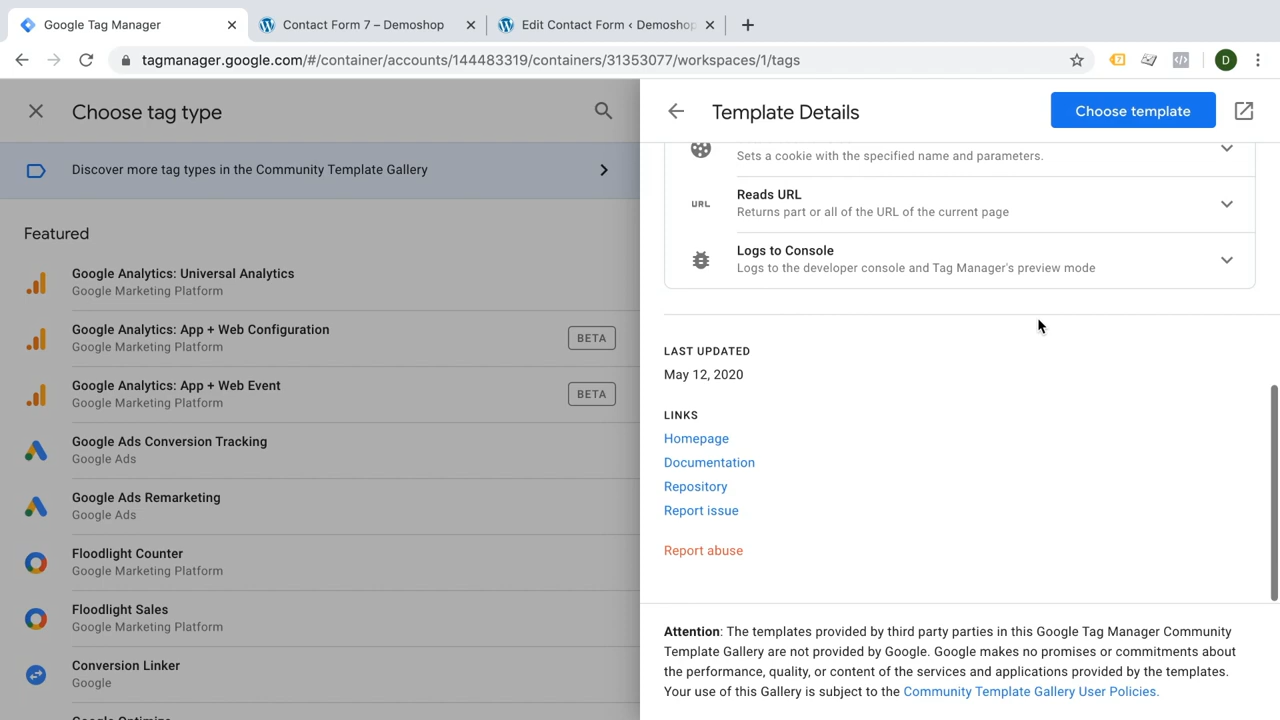 Google Tag Manager
Contact Form 7 – Demoshop
Edit Contact Form ‹ Demoshop
tagmanager.google.com/#/container/accounts/144483319/containers/31353077/workspaces/1/tags
D
Choose tag type
Discover more tag types in the Community Template Gallery
Featured
Google Analytics: Universal Analytics
Google Marketing Platform
Google Analytics: App + Web Configuration
Google Marketing Platform
BETA
Google Analytics: App + Web Event
Google Marketing Platform
BETA
Google Ads Conversion Tracking
Google Ads
Google Ads Remarketing
Google Ads
Floodlight Counter
Google Marketing Platform
Floodlight Sales
Google Marketing Platform
Conversion Linker
Google
Google Optimize
Template Details
Choose template
Sets a cookie with the specified name and parameters.
URL
Reads URL
Returns part or all of the URL of the current page
Logs to Console
Logs to the developer console and Tag Manager's preview mode
LAST UPDATED
May 12, 2020
LINKS
Homepage
Documentation
Repository
Report issue
Report abuse
Attention: The templates provided by third party parties in this Google Tag Manager Community
Template Gallery are not provided by Google. Google makes no promises or commitments about
the performance, quality, or content of the services and applications provided by the templates.
Your use of this Gallery is subject to the Community Template Gallery User Policies.